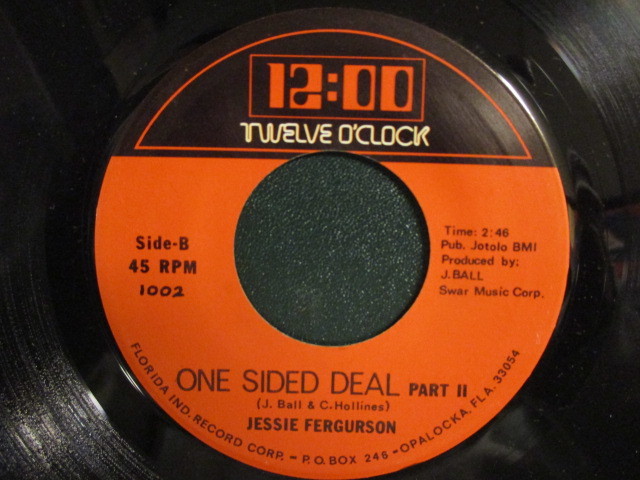 12:00
TWELVE O'CLOCK
Side-B
45 RPM
1002
Time: 2:46
Pub. Jotolo BMI
Produced by:
J. BALL
Swar Music Corp.
ONE SIDED DEAL PART II
(J. Ball & C. Hollines)
JESSIE FERGURSON
FLORIDA IND. RECORD CORP. - P.O. BOX 246 - OPALOCKA, FLA. 33054